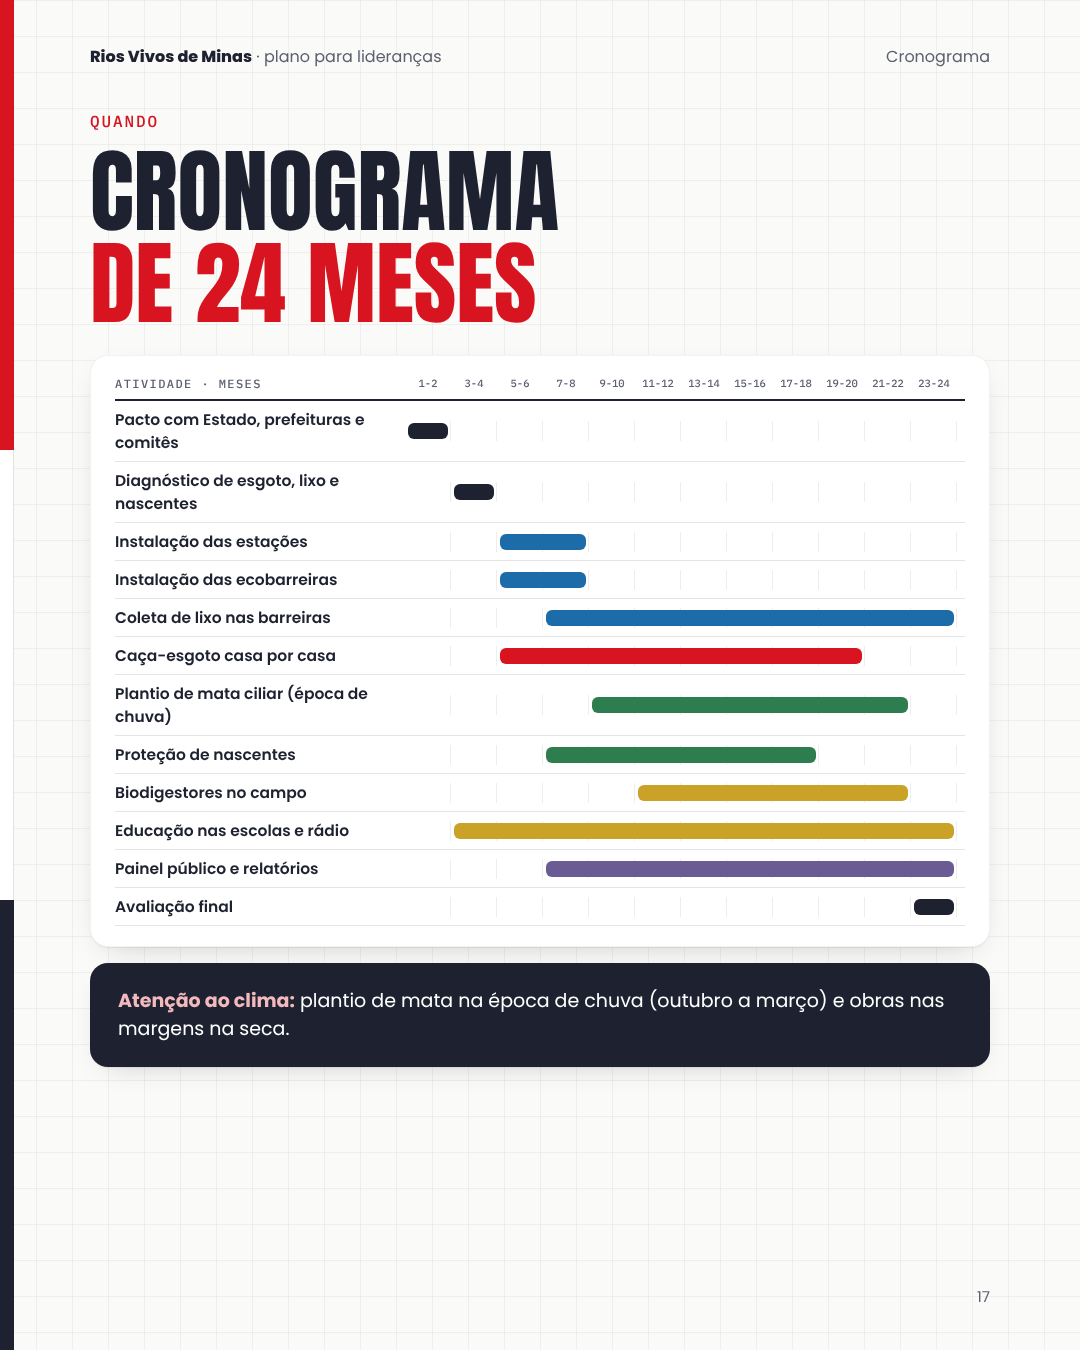 Rios Vivos de Minas · plano para lideranças
Cronograma
QUANDO
CRONOGRAMA
DE 24 MESES
ATIVIDADE · MESES 1-2 3-4 5-6 7-8 9-10 11-12 13-14 15-16 17-18 19-20 21-22 23-24
Pacto com Estado, prefeituras e
comitês
Diagnóstico de esgoto, lixo e
nascentes
Instalação das estações
Instalação das ecobarreiras
Coleta de lixo nas barreiras
Caça-esgoto casa por casa
Plantio de mata ciliar (época de
chuva)
Proteção de nascentes
Biodigestores no campo
Educação nas escolas e rádio
Painel público e relatórios
Avaliação final
Atenção ao clima: plantio de mata na época de chuva (outubro a março) e obras nas
margens na seca.
17